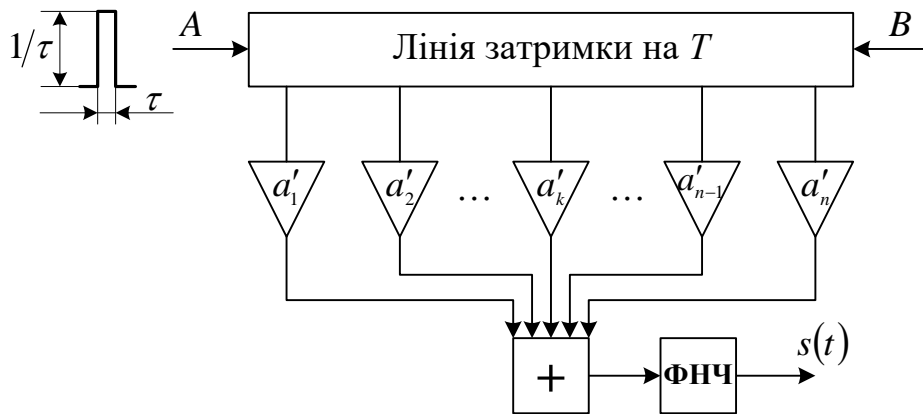 1/τ
τ
A
Лінія затримки на T
B
a′₁ a′₂ … a′ₖ … a′ₙ₋₁ a′ₙ
+
ФНЧ
s(t)